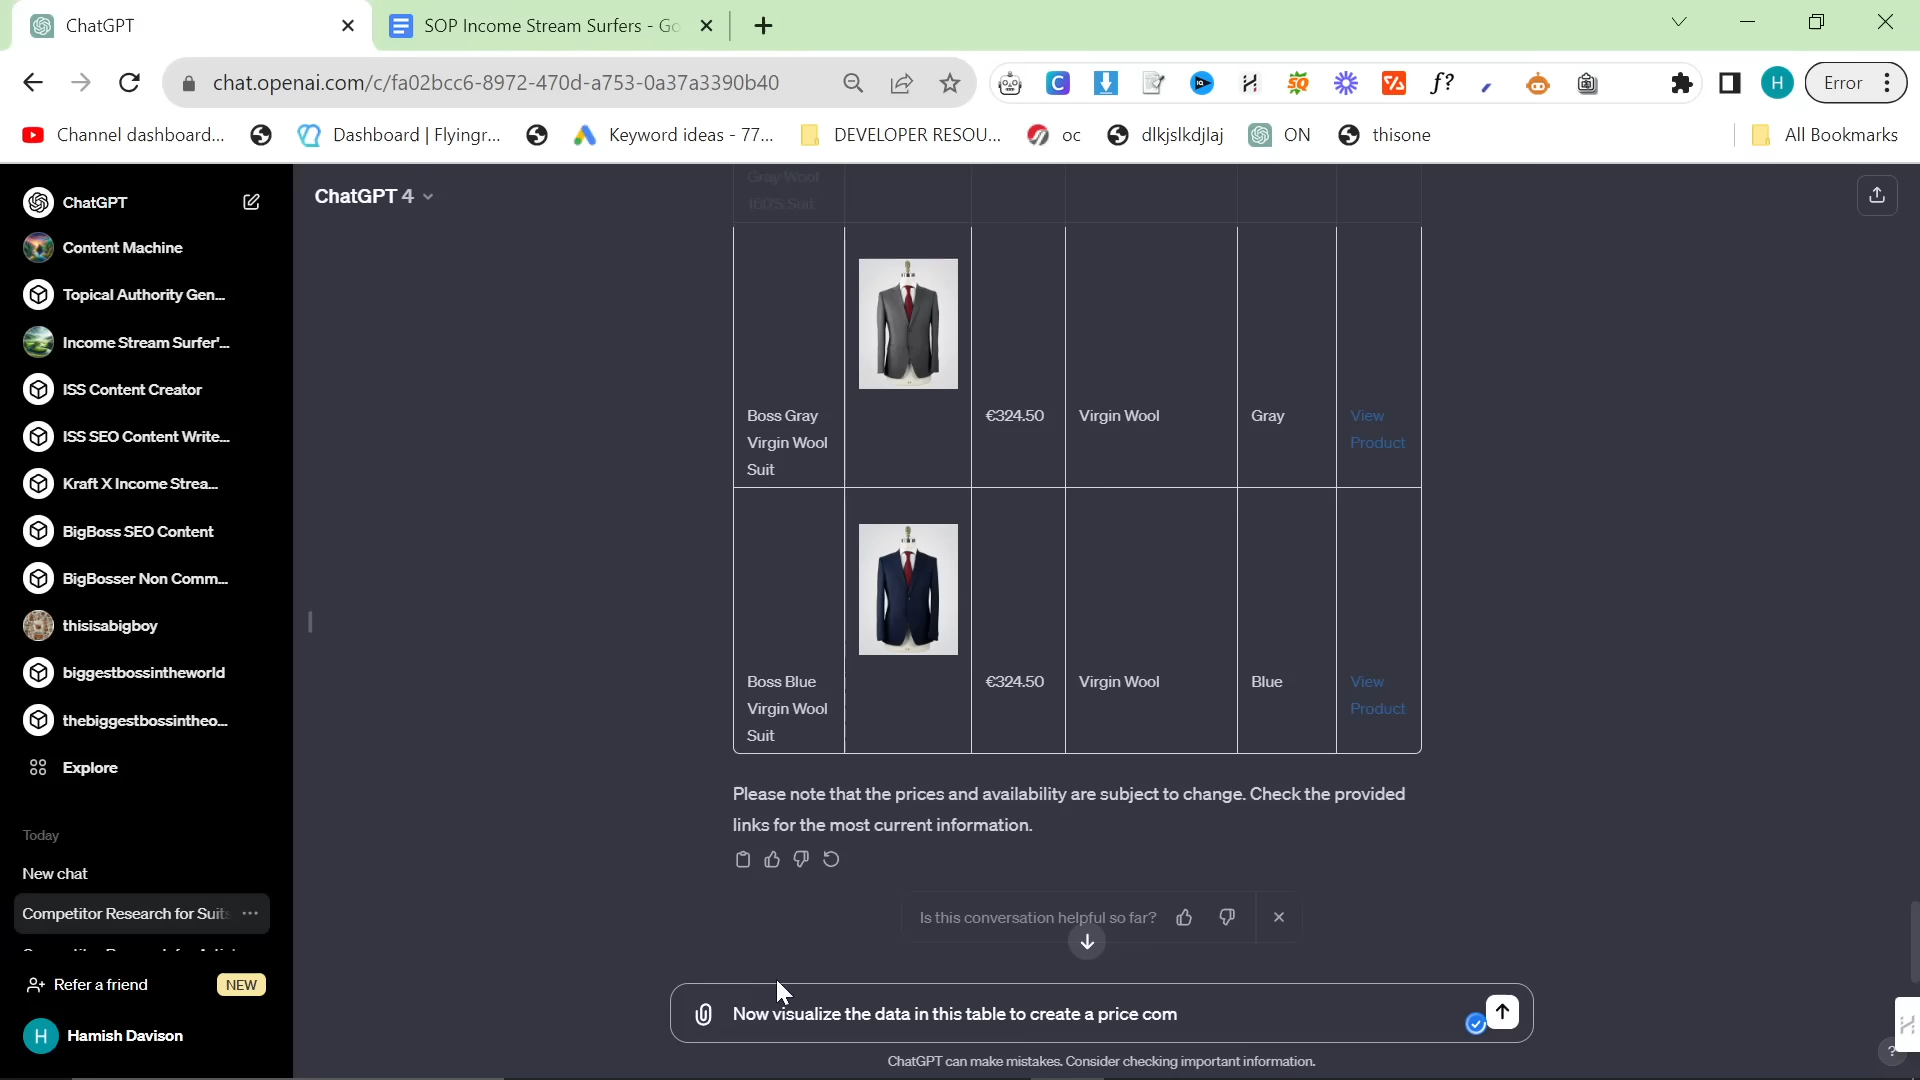 ChatGPT
SOP Income Stream Surfers - Go
chat.openai.com/c/fa02bcc6-8972-470d-a753-0a37a3390b40
Error
Channel dashboard...
Dashboard | Flyingr...
Keyword ideas - 77...
DEVELOPER RESOU...
oc
dlkjslkdjlaj
ON
thisone
All Bookmarks
ChatGPT
Content Machine
Topical Authority Gen...
Income Stream Surfer'...
ISS Content Creator
ISS SEO Content Write...
Kraft X Income Strea...
BigBoss SEO Content
BigBosser Non Comm...
thisisabigboy
biggestbossintheworld
thebiggestbossintheo...
Explore
Today
New chat
Competitor Research for Suits
Refer a friend
NEW
H
Hamish Davison
ChatGPT 4
Gray Wool
160'S Suit
Boss Gray
Virgin Wool
Suit
€324.50
Virgin Wool
Gray
View
Product
Boss Blue
Virgin Wool
Suit
€324.50
Virgin Wool
Blue
View
Product
Please note that the prices and availability are subject to change. Check the provided
links for the most current information.
Is this conversation helpful so far?
Now visualize the data in this table to create a price com
ChatGPT can make mistakes. Consider checking important information.
?